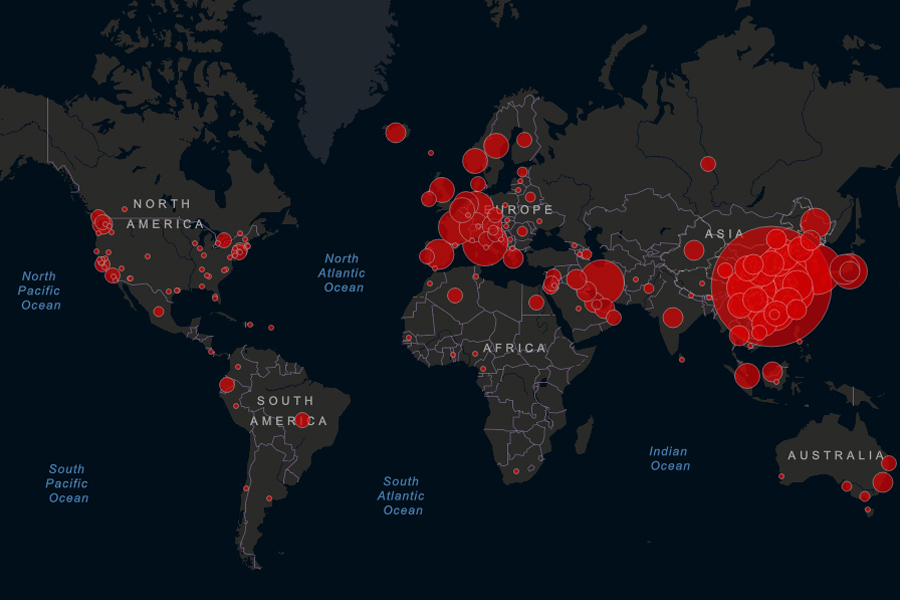 NORTH
AMERICA
EUROPE
ASIA
North
Pacific
Ocean
North
Atlantic
Ocean
AFRICA
SOUTH
AMERICA
Indian
Ocean
AUSTRALIA
South
Pacific
Ocean
South
Atlantic
Ocean